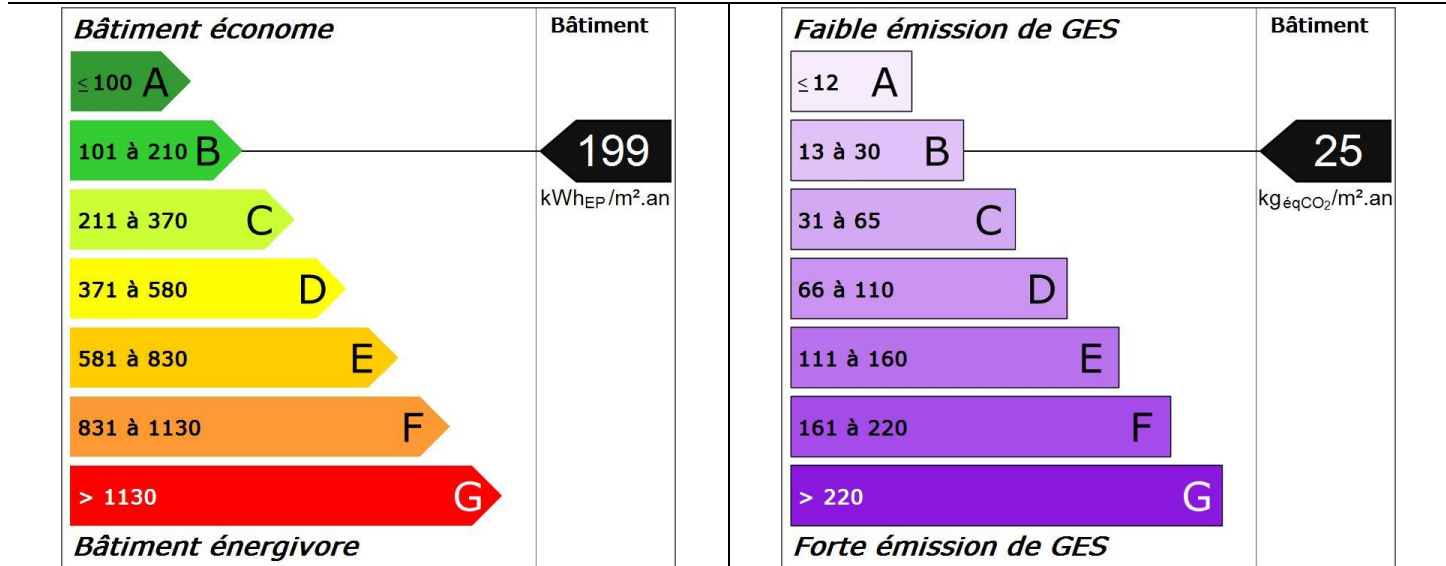 Bâtiment économe
Bâtiment
≤ 100 A
101 à 210 B
199
kWhEP/m².an
211 à 370 C
371 à 580 D
581 à 830 E
831 à 1130 F
> 1130 G
Bâtiment énergivore
Faible émission de GES
Bâtiment
≤ 12 A
13 à 30 B
25
kgéqCO2/m².an
31 à 65 C
66 à 110 D
111 à 160 E
161 à 220 F
> 220 G
Forte émission de GES